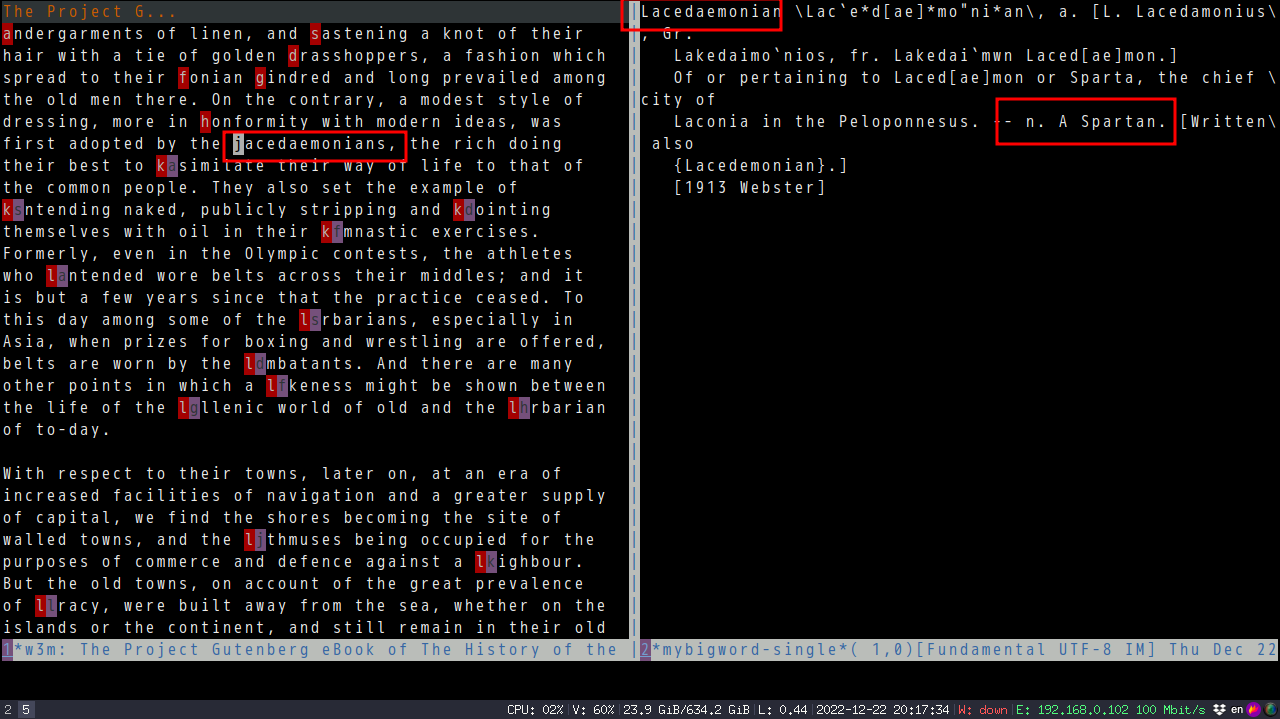 The Project G...
andergarments of linen, and sastening a knot of their
hair with a tie of golden drasshoppers, a fashion which
spread to their fonian gindred and long prevailed among
the old men there. On the contrary, a modest style of
dressing, more in honformity with modern ideas, was
first adopted by the jacedaemonians, the rich doing
their best to kasimilate their way of life to that of
the common people. They also set the example of
ksntending naked, publicly stripping and kdointing
themselves with oil in their kfmnastic exercises.
Formerly, even in the Olympic contests, the athletes
who lantended wore belts across their middles; and it
is but a few years since that the practice ceased. To
this day among some of the lsrbarians, especially in
Asia, when prizes for boxing and wrestling are offered,
belts are worn by the ldmbatants. And there are many
other points in which a lfkeness might be shown between
the life of the lgllenic world of old and the lhrbarian
of to-day.
With respect to their towns, later on, at an era of
increased facilities of navigation and a greater supply
of capital, we find the shores becoming the site of
walled towns, and the ljthmuses being occupied for the
purposes of commerce and defence against a lkighbour.
But the old towns, on account of the great prevalence
of llracy, were built away from the sea, whether on the
islands or the continent, and still remain in their old
1*w3m: The Project Gutenberg eBook of The History of the
Lacedaemonian \Lac`e*d[ae]*mo"ni*an\, a. [L. Lacedamonius\
, Gr.
Lakedaimo`nios, fr. Lakedai`mwn Laced[ae]mon.]
Of or pertaining to Laced[ae]mon or Sparta, the chief \
city of
Laconia in the Peloponnesus. -- n. A Spartan. [Written\
also
{Lacedemonian}.]
[1913 Webster]
2*mybigword-single*( 1,0)[Fundamental UTF-8 IM] Thu Dec 22
2 5
CPU: 02%|V: 60%|23.9 GiB/634.2 GiB|L: 0.44|2022-12-22 20:17:34|W: down|E: 192.168.0.102 100 Mbit/s en